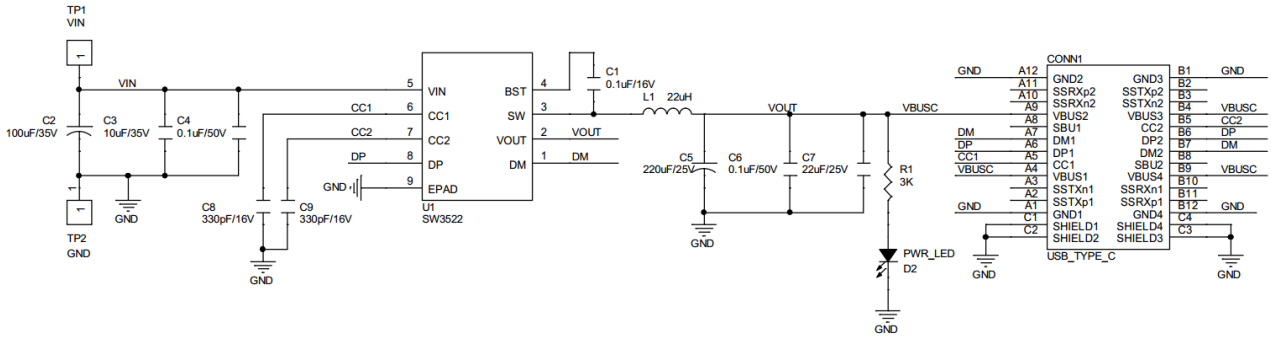 TP1
VIN
1
VIN
C2
100uF/35V
C3
10uF/35V
C4
0.1uF/50V
1
TP2
GND
GND
CC1
CC2
DP
GND
C8
330pF/16V
C9
330pF/16V
GND
5
6
7
8
9
VIN
CC1
CC2
DP
EPAD
BST
SW
VOUT
DM
4
3
2
1
U1
SW3522
C1
0.1uF/16V
L1 22uH
VOUT
DM
VOUT
VBUSC
C5
220uF/25V
C6
0.1uF/50V
C7
22uF/25V
GND
R1
3K
PWR_LED
D2
GND
CONN1
GND A12 GND2 GND3 B1 GND
A11 SSRXp2 SSTXp2 B2
A10 SSRXn2 SSTXn2 B3
A9 VBUS2 VBUS3 B4 VBUSC
A8 SBU1 CC2 B5 CC2
DM A7 DM1 DP2 B6 DP
DP A6 DP1 DM2 B7 DM
CC1 A5 CC1 SBU2 B8
VBUSC A4 VBUS1 VBUS4 B9 VBUSC
A3 SSTXn1 SSRXn1 B10
A2 SSTXp1 SSRXp1 B11
GND A1 GND1 GND4 B12 GND
C1 SHIELD1 SHIELD4 C4
C2 SHIELD2 SHIELD3 C3
USB_TYPE_C
GND
GND